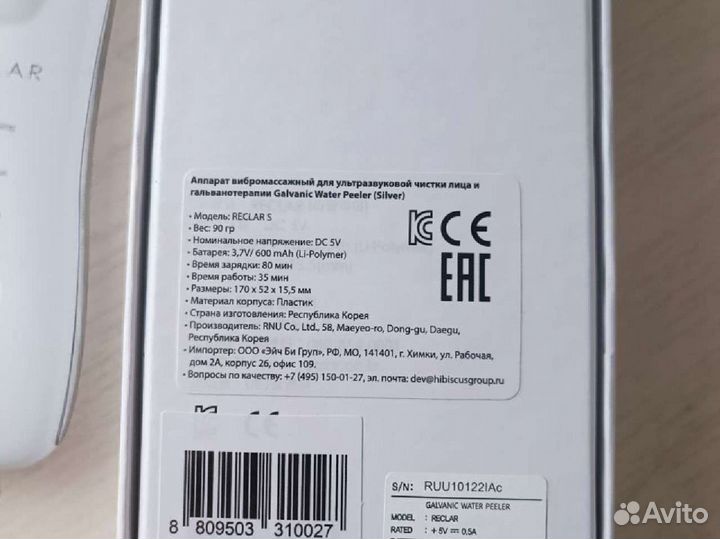 AR
Аппарат вибромассажный для ультразвуковой чистки лица и
гальванотерапии Galvanic Water Peeler (Silver)
• Модель: RECLAR S
• Вес: 90 гр
• Номинальное напряжение: DC 5V
• Батарея: 3,7V/ 600 mAh (Li-Polymer)
• Время зарядки: 80 мин
• Время работы: 35 мин
• Размеры: 170 x 52 x 15,5 мм
• Материал корпуса: Пластик
• Страна изготовления: Республика Корея
• Производитель: RNU Co., Ltd., 58, Maeyeo-ro, Dong-gu, Daegu,
Республика Корея
• Импортер: ООО «Эйч Би Груп», РФ, МО, 141401, г. Химки, ул. Рабочая,
дом 2А, корпус 26, офис 109.
• Вопросы по качеству: +7 (495) 150-01-27, эл. почта: dev@hibiscusgroup.ru
CE
EAC
8 809503 310027
S/N: RUU10122IAc
GALVANIC WATER PEELER
MODEL : RECLAR
RATED : +5V 0.5A
Avito